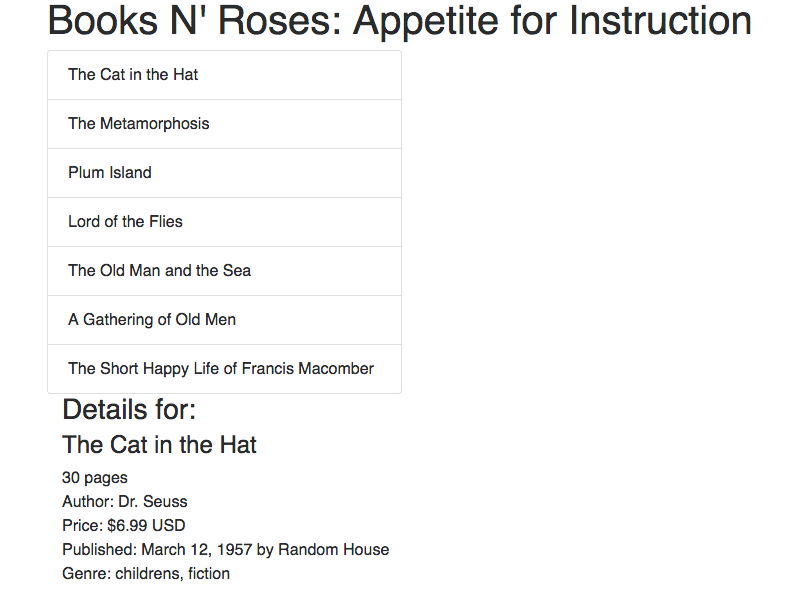 Books N' Roses: Appetite for Instruction
The Cat in the Hat
The Metamorphosis
Plum Island
Lord of the Flies
The Old Man and the Sea
A Gathering of Old Men
The Short Happy Life of Francis Macomber
Details for:
The Cat in the Hat
30 pages
Author: Dr. Seuss
Price: $6.99 USD
Published: March 12, 1957 by Random House
Genre: childrens, fiction